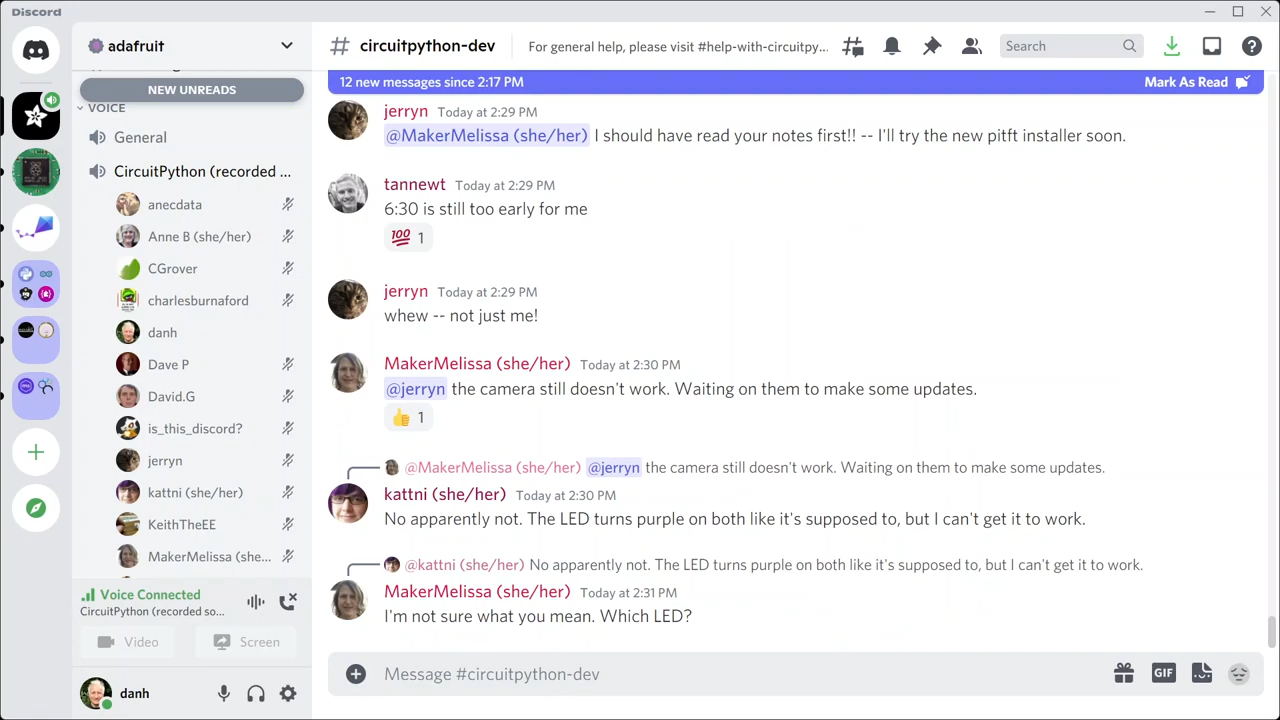 Discord
adafruit
NEW UNREADS
VOICE
General
CircuitPython (recorded ...
anecdata
Anne B (she/her)
CGrover
charlesburnaford
danh
Dave P
David.G
is_this_discord?
jerryn
kattni (she/her)
KeithTheEE
MakerMelissa (she...
Voice Connected
CircuitPython (recorded so...
Video
Screen
danh
# circuitpython-dev
For general help, please visit #help-with-circuitpy...
Search
12 new messages since 2:17 PM
Mark As Read
jerryn Today at 2:29 PM
@MakerMelissa (she/her) I should have read your notes first!! -- I'll try the new pitft installer soon.
tannewt Today at 2:29 PM
6:30 is still too early for me
💯 1
jerryn Today at 2:29 PM
whew -- not just me!
MakerMelissa (she/her) Today at 2:30 PM
@jerryn the camera still doesn't work. Waiting on them to make some updates.
👍 1
@MakerMelissa (she/her) @jerryn the camera still doesn't work. Waiting on them to make some updates.
kattni (she/her) Today at 2:30 PM
No apparently not. The LED turns purple on both like it's supposed to, but I can't get it to work.
@kattni (she/her) No apparently not. The LED turns purple on both like it's supposed to, but I can't get it to work.
MakerMelissa (she/her) Today at 2:31 PM
I'm not sure what you mean. Which LED?
Message #circuitpython-dev
GIF